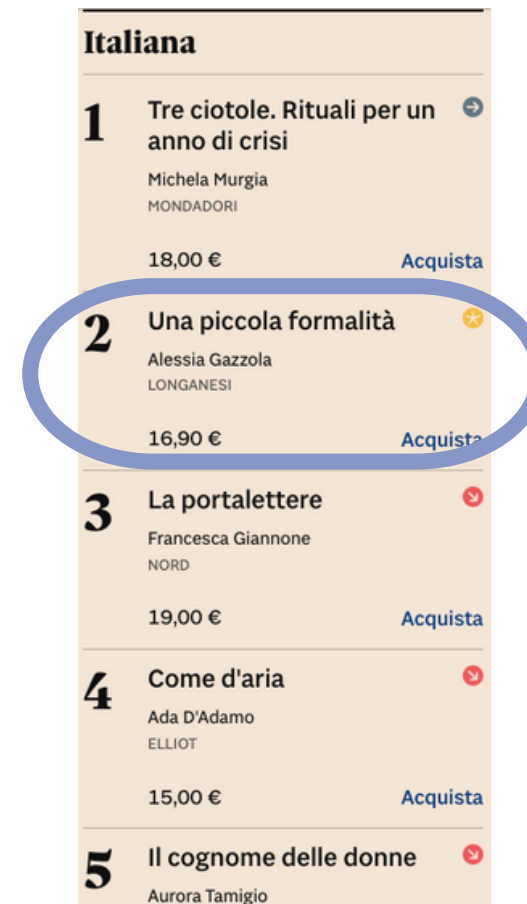 Italiana
1
Tre ciotole. Rituali per un
anno di crisi
Michela Murgia
MONDADORI
18,00 €
Acquista
2
Una piccola formalità
Alessia Gazzola
LONGANESI
16,90 €
Acquista
3
La portalettere
Francesca Giannone
NORD
19,00 €
Acquista
4
Come d'aria
Ada D'Adamo
ELLIOT
15,00 €
Acquista
5
Il cognome delle donne
Aurora Tamigio